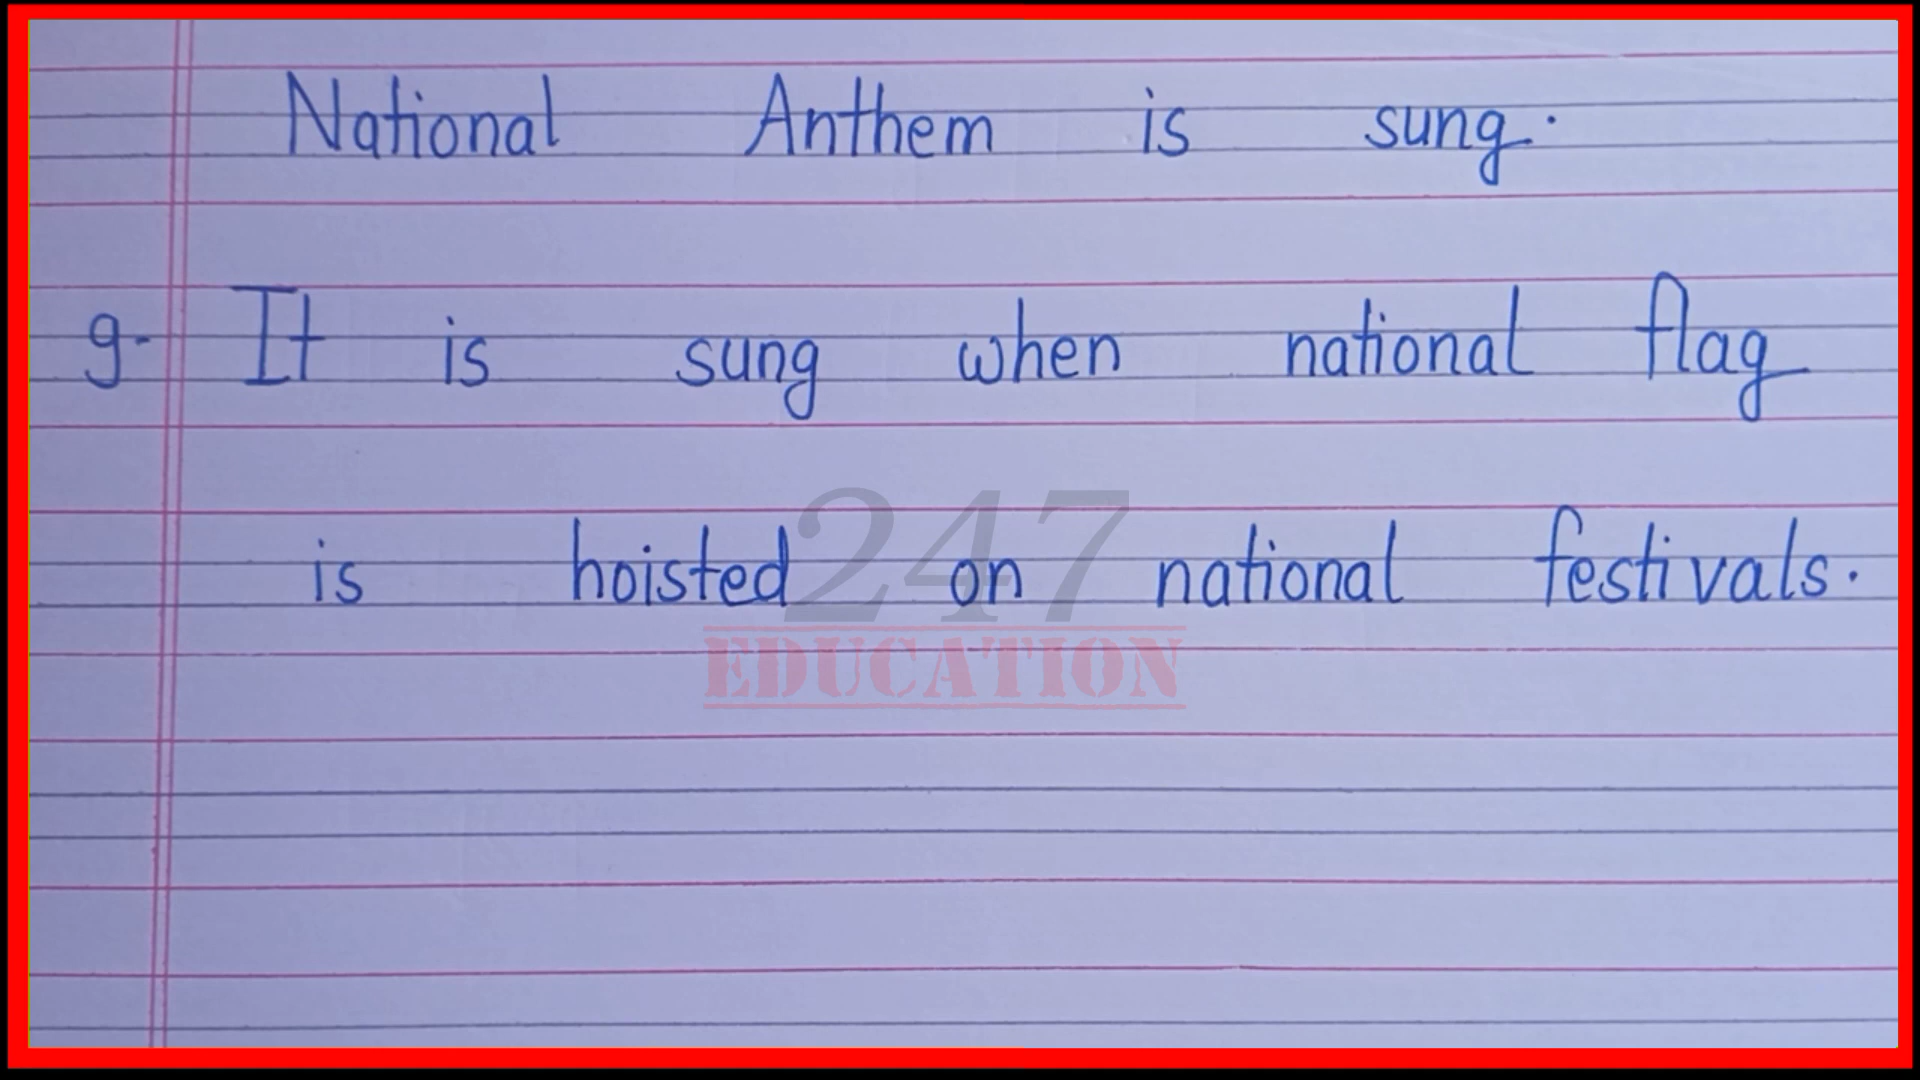 National Anthem is sung.
9- It is sung when national flag
is hoisted on national festivals.
247
EDUCATION